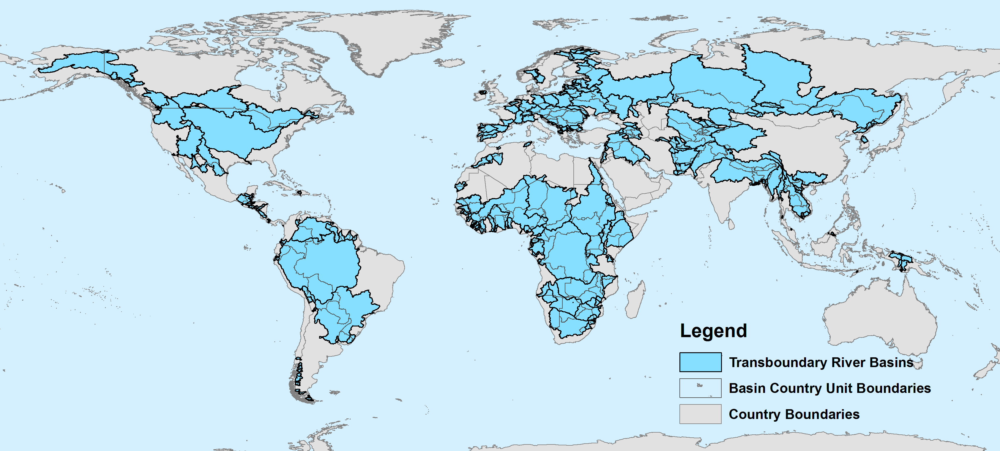 Legend
Transboundary River Basins
Basin Country Unit Boundaries
Country Boundaries